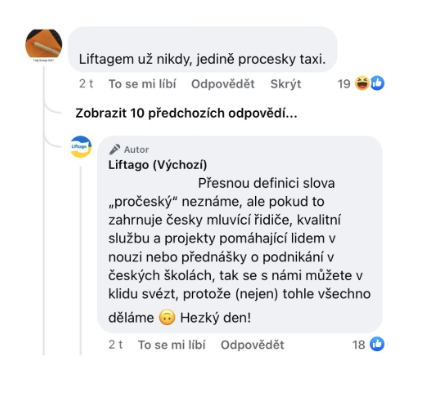 Liftagem už nikdy, jedině procesky taxi.
2 t To se mi líbí Odpovědět Skrýt 19
Zobrazit 10 předchozích odpovědí...
Liftago
Autor
Liftago (Výchozí)
Přesnou definici slova
„pročeský“ neznáme, ale pokud to
zahrnuje česky mluvící řidiče, kvalitní
službu a projekty pomáhající lidem v
nouzi nebo přednášky o podnikání v
českých školách, tak se s námi můžete v
klidu svézt, protože (nejen) tohle všechno
děláme 🙃 Hezký den!
2 t To se mi líbí Odpovědět 18